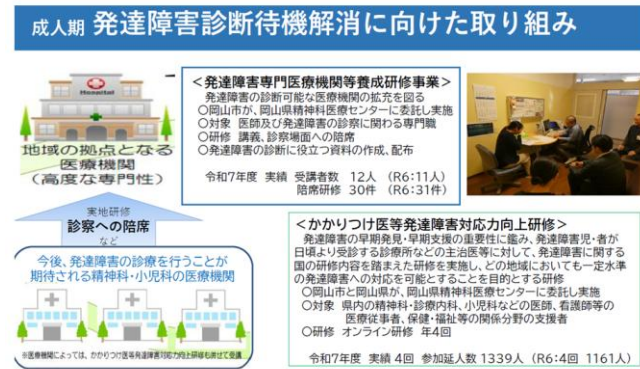 成人期 発達障害診断待機解消に向けた取り組み
Hospital
地域の拠点となる
医療機関
(高度な専門性)
実地研修
診察への陪席
など
今後、発達障害の診療を行うことが
期待される精神科・小児科の医療機関
※医療機関によっては、かかりつけ医等発達障害対応力向上研修も併せて受講
<発達障害専門医療機関等養成研修事業>
発達障害の診断可能な医療機関の拡充を図る
〇岡山市が、岡山県精神科医療センターに委託し実施
〇対象 医師及び発達障害の診察に関わる専門職
〇研修 講義、診察場面への陪席
〇発達障害の診断に役立つ資料の作成、配布
令和7年度 実績 受講者数 12人 (R6:11人)
陪席研修 30件 (R6:31件)
<かかりつけ医等発達障害対応力向上研修>
発達障害の早期発見・早期支援の重要性に鑑み、発達障害児・者が
日頃より受診する診療所などの主治医等に対して、発達障害に関する
国の研修内容を踏まえた研修を実施し、どの地域においても一定水準
の発達障害への対応を可能とすることを目的とする研修
〇岡山市と岡山県が、岡山県精神科医療センターに委託し実施
〇対象 県内の精神科・診療内科、小児科などの医師、看護師等の
医療従事者、保健・福祉等の関係分野の支援者
〇研修 オンライン研修 年4回
令和7年度 実績 4回 参加延人数 1339人 (R6:4回 1161人)